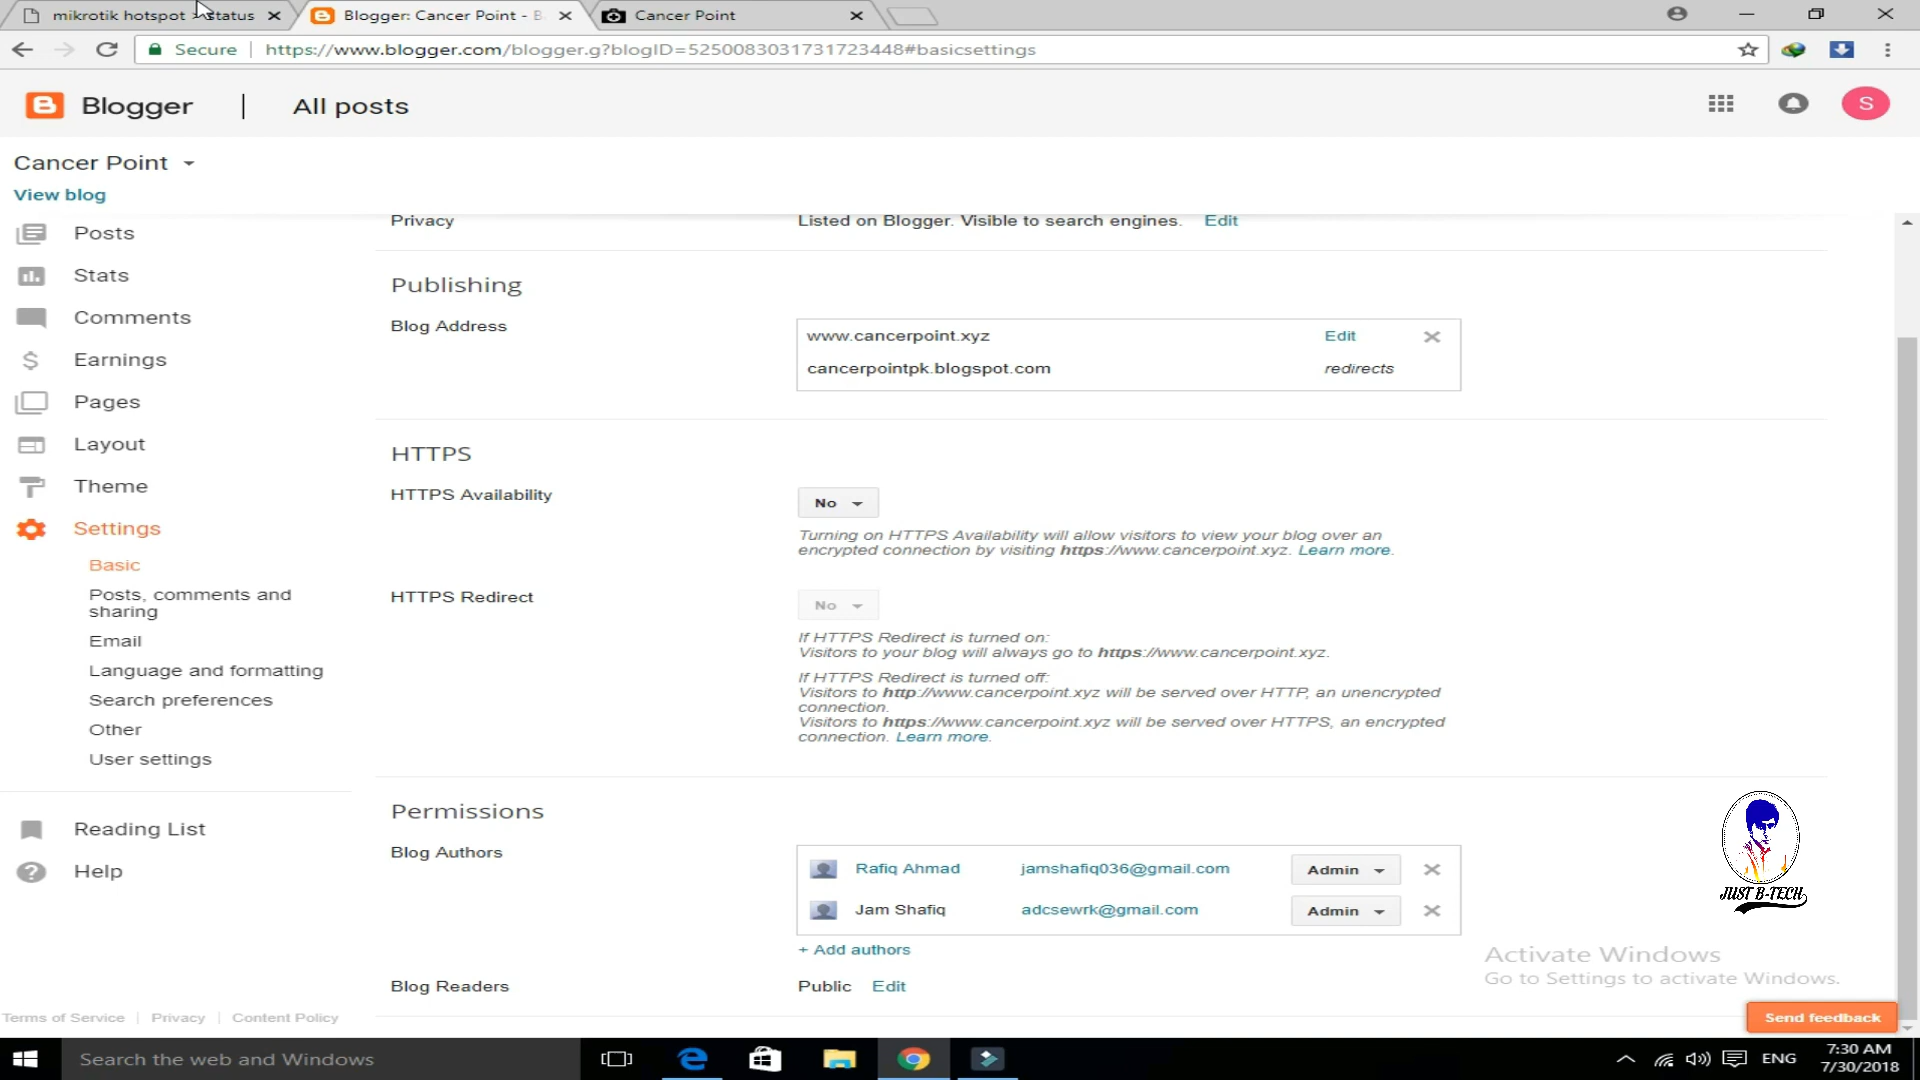 mikrotik hotspot > status
Blogger: Cancer Point - B
Cancer Point
Secure
https://www.blogger.com/blogger.g?blogID=5250083031731723448#basicsettings
Blogger
All posts
S
Cancer Point
View blog
Posts
Stats
Comments
Earnings
Pages
Layout
Theme
Settings
Basic
Posts, comments and
sharing
Email
Language and formatting
Search preferences
Other
User settings
Reading List
Help
Terms of Service | Privacy | Content Policy
Privacy
Listed on Blogger. Visible to search engines. Edit
Publishing
Blog Address
www.cancerpoint.xyz Edit
cancerpointpk.blogspot.com redirects
HTTPS
HTTPS Availability
No
Turning on HTTPS Availability will allow visitors to view your blog over an
encrypted connection by visiting https://www.cancerpoint.xyz. Learn more.
HTTPS Redirect
No
If HTTPS Redirect is turned on:
Visitors to your blog will always go to https://www.cancerpoint.xyz.
If HTTPS Redirect is turned off:
Visitors to http://www.cancerpoint.xyz will be served over HTTP, an unencrypted
connection.
Visitors to https://www.cancerpoint.xyz will be served over HTTPS, an encrypted
connection. Learn more.
Permissions
Blog Authors
Rafiq Ahmad jamshafiq036@gmail.com Admin
Jam Shafiq adcsewrk@gmail.com Admin
+ Add authors
Blog Readers
Public Edit
JUST B-TECH
Activate Windows
Go to Settings to activate Windows.
Send feedback
Search the web and Windows
ENG
7:30 AM
7/30/2018